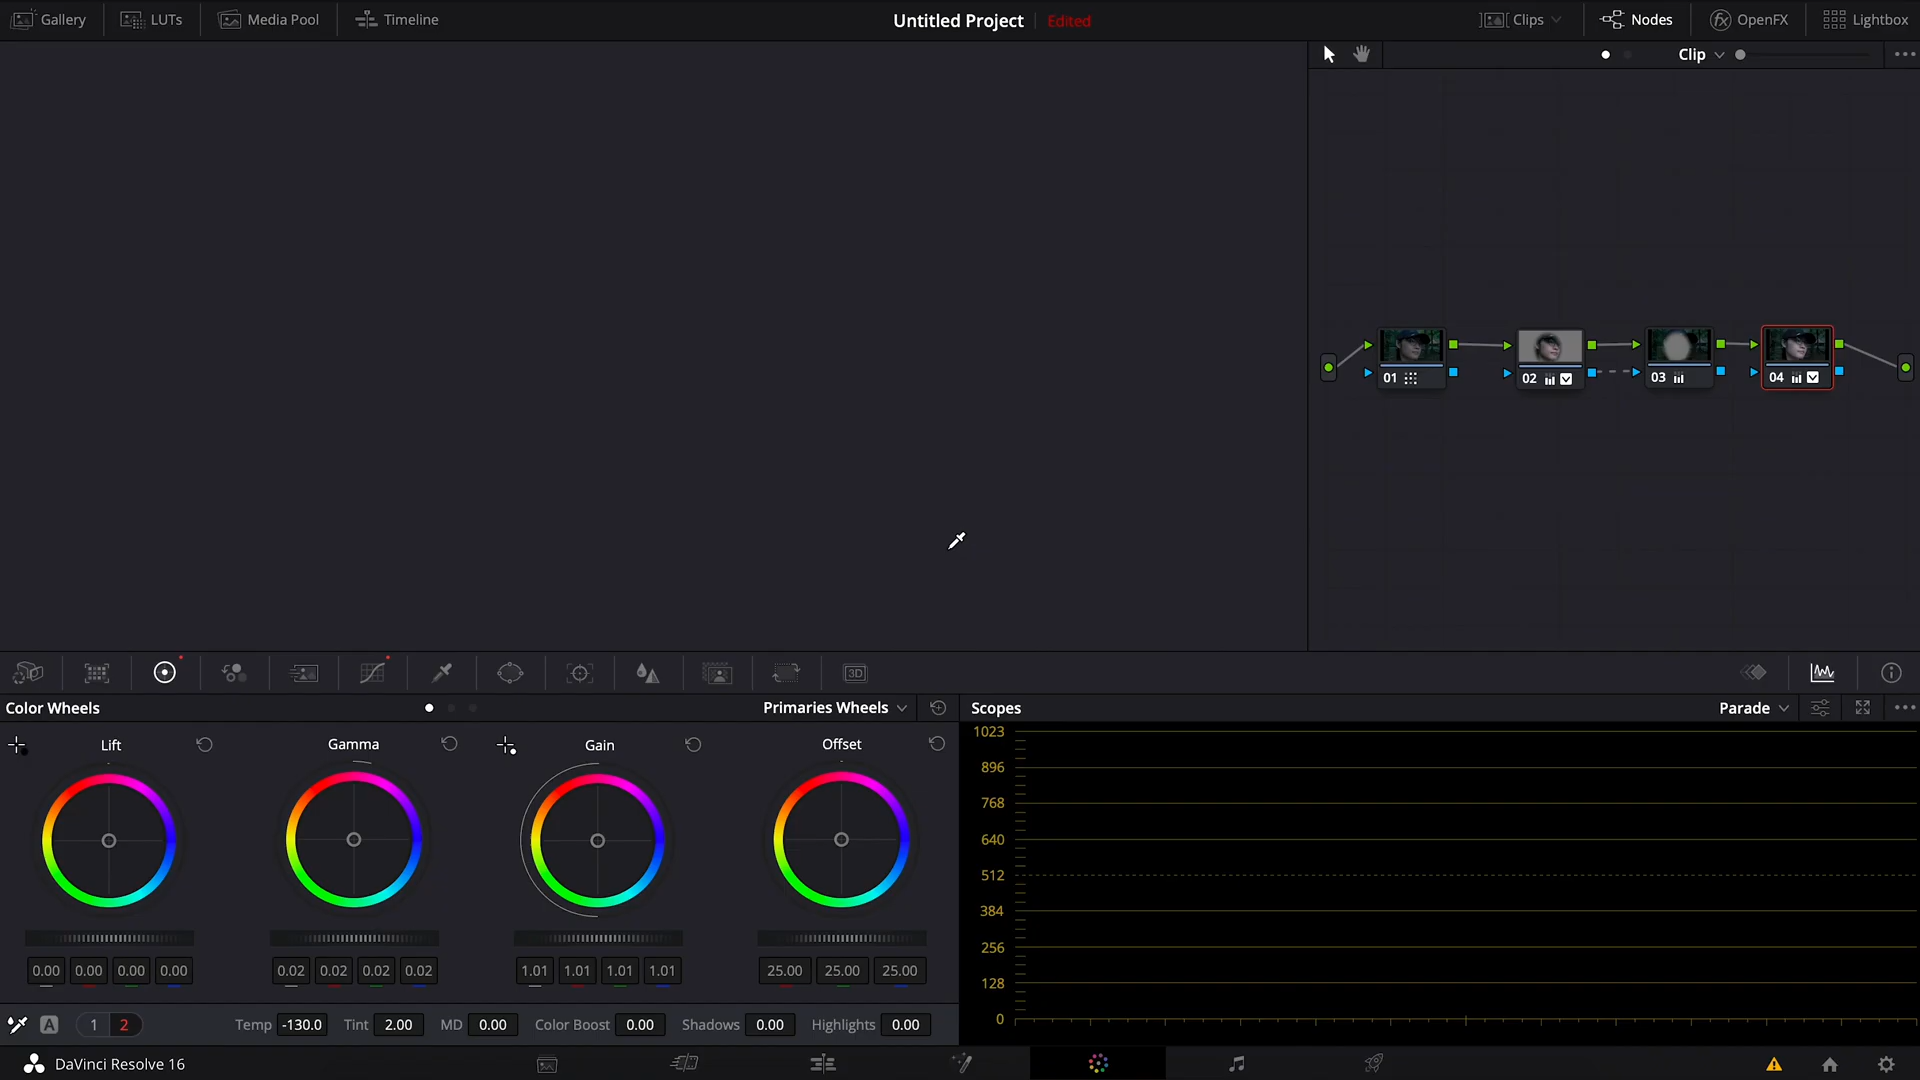 Gallery LUTs Media Pool Timeline Untitled Project Edited Clips Nodes OpenFX Lightbox
Clip
01 02 03 04
3D
Color Wheels Primaries Wheels Scopes Parade
Lift Gamma Gain Offset
1023
896
768
640
512
384
256
128
0
0.00 0.00 0.00 0.00 0.02 0.02 0.02 0.02 1.01 1.01 1.01 1.01 25.00 25.00 25.00
A 1 2 Temp -130.0 Tint 2.00 MD 0.00 Color Boost 0.00 Shadows 0.00 Highlights 0.00
DaVinci Resolve 16